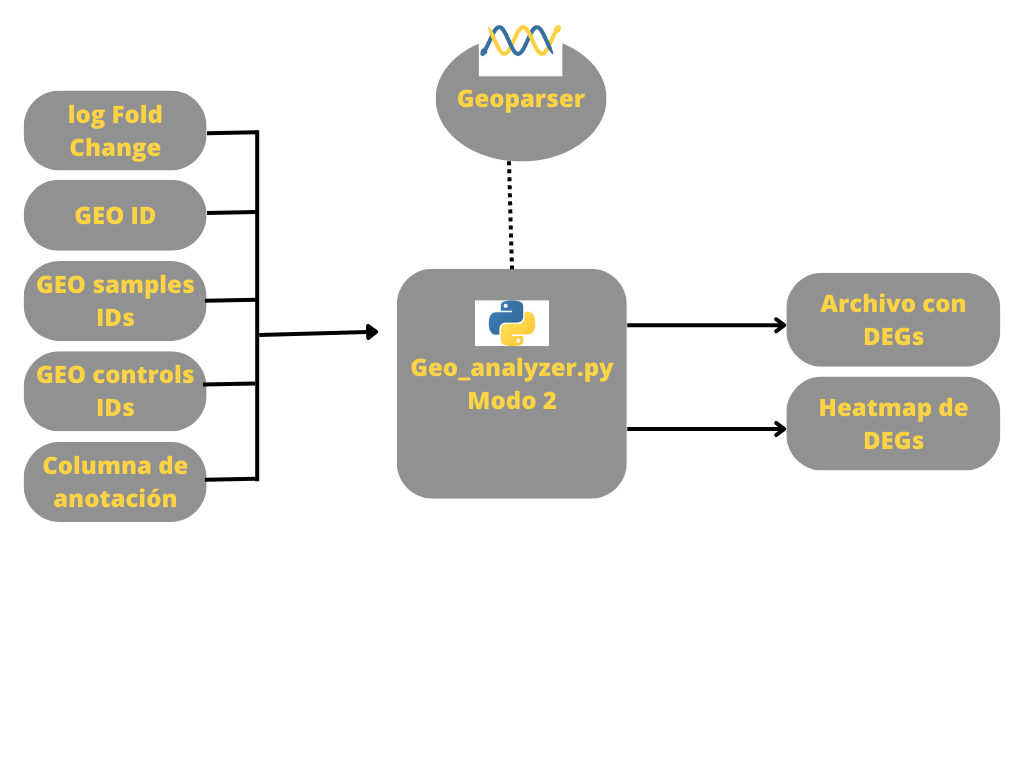 Geoparser
log Fold
Change
GEO ID
GEO samples
IDs
GEO controls
IDs
Columna de
anotación
Geo_analyzer.py
Modo 2
Archivo con
DEGs
Heatmap de
DEGs